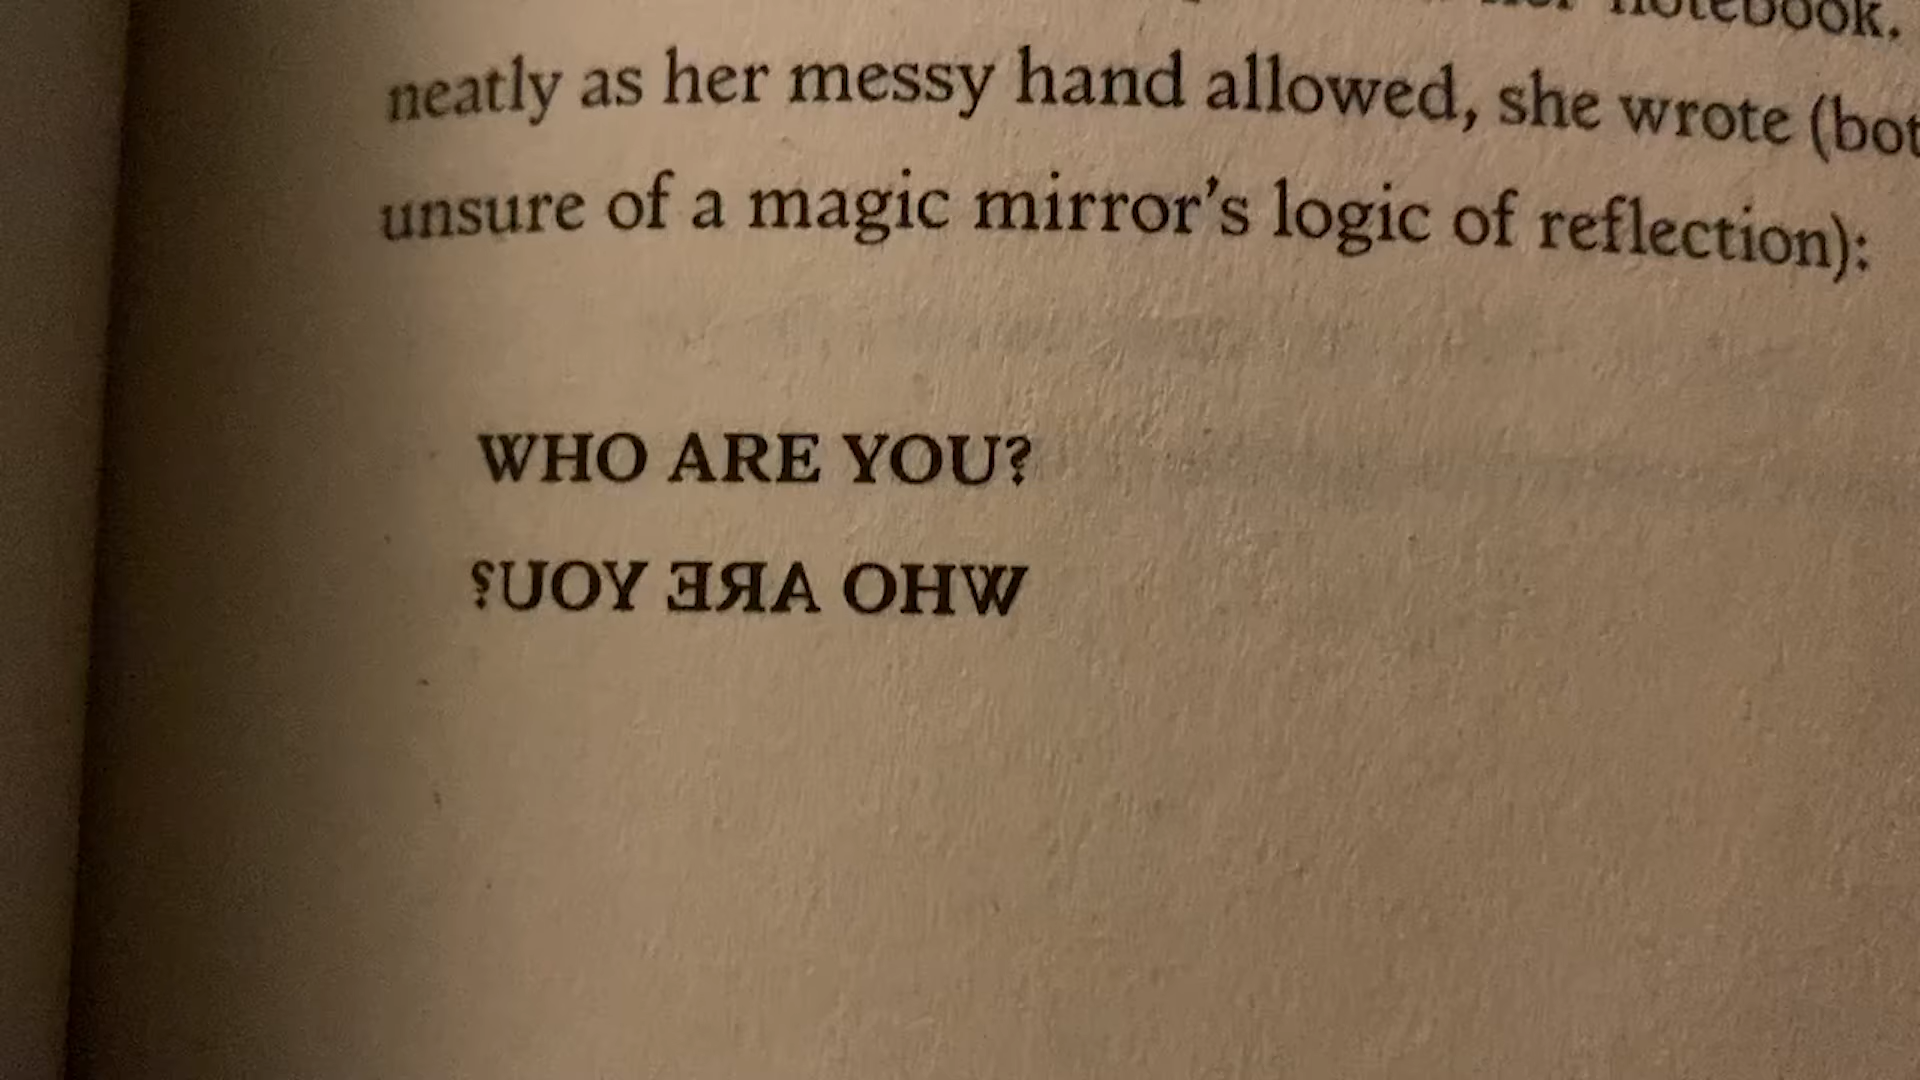 notebook.
neatly as her messy hand allowed, she wrote (bot
unsure of a magic mirror's logic of reflection):
WHO ARE YOU?
⸮UOY ƎЯA OHW